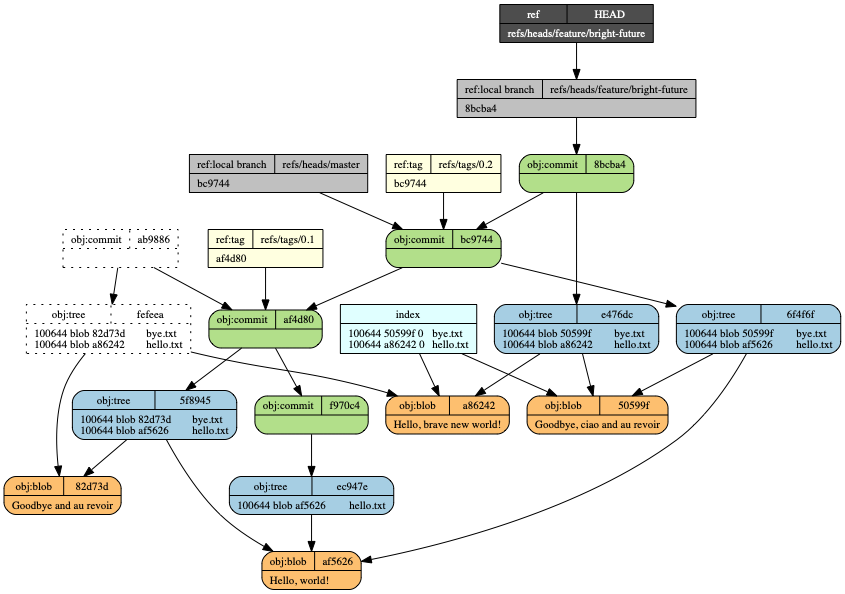 ref HEAD
refs/heads/feature/bright-future
ref:local branch refs/heads/feature/bright-future
8bcba4
ref:local branch refs/heads/master
bc9744
ref:tag refs/tags/0.2
bc9744
obj:commit 8bcba4
obj:commit ab9886
ref:tag refs/tags/0.1
af4d80
obj:commit bc9744
obj:tree fefeea
100644 blob 82d73d bye.txt
100644 blob a86242 hello.txt
obj:commit af4d80
index
100644 50599f 0 bye.txt
100644 a86242 0 hello.txt
obj:tree e476dc
100644 blob 50599f bye.txt
100644 blob a86242 hello.txt
obj:tree 6f4f6f
100644 blob 50599f bye.txt
100644 blob af5626 hello.txt
obj:tree 5f8945
100644 blob 82d73d bye.txt
100644 blob af5626 hello.txt
obj:commit f970c4
obj:blob a86242
Hello, brave new world!
obj:blob 50599f
Goodbye, ciao and au revoir
obj:blob 82d73d
Goodbye and au revoir
obj:tree ec947e
100644 blob af5626 hello.txt
obj:blob af5626
Hello, world!